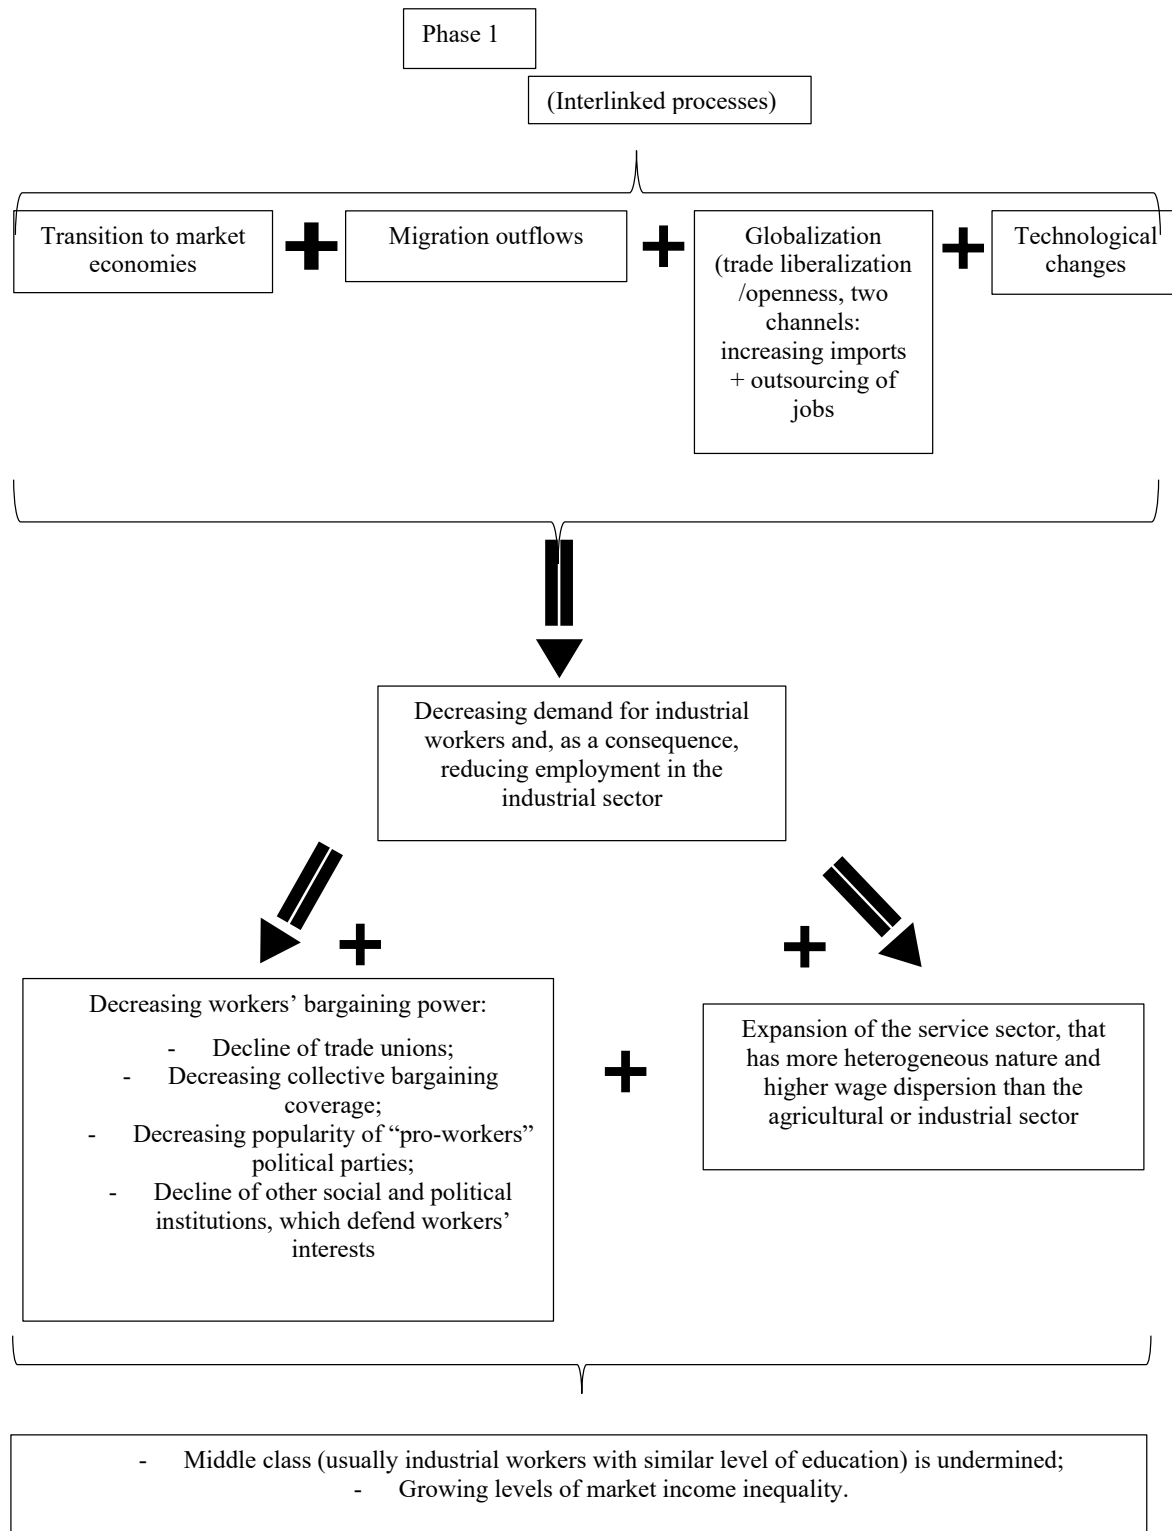 Phase 1
(Interlinked processes)
Transition to market
economies
Migration outflows
Globalization
(trade liberalization
/openness, two
channels:
increasing imports
+ outsourcing of
jobs
Technological
changes
Decreasing demand for industrial
workers and, as a consequence,
reducing employment in the
industrial sector
Decreasing workers’ bargaining power:
- Decline of trade unions;
- Decreasing collective bargaining
coverage;
- Decreasing popularity of “pro-workers”
political parties;
- Decline of other social and political
institutions, which defend workers’
interests
Expansion of the service sector, that
has more heterogeneous nature and
higher wage dispersion than the
agricultural or industrial sector
- Middle class (usually industrial workers with similar level of education) is undermined;
- Growing levels of market income inequality.